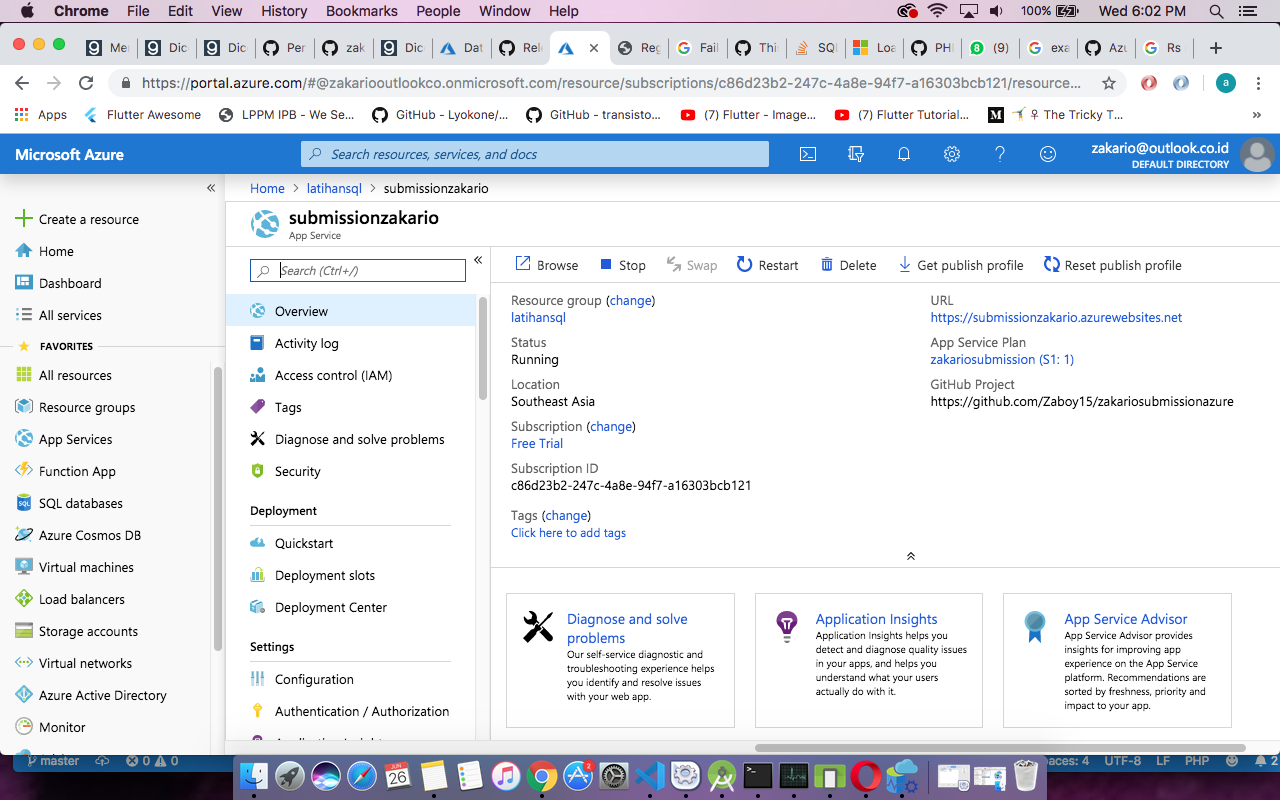 Chrome File Edit View History Bookmarks People Window Help 100% Wed 6:02 PM
Me Dic Dic Per zak Dic Dat Rel Reg Fail Thi SQL Loa PHI (9) exa Azu Rs
https://portal.azure.com/#@zakariooutlookco.onmicrosoft.com/resource/subscriptions/c86d23b2-247c-4a8e-94f7-a16303bcb121/resource... a
Apps Flutter Awesome LPPM IPB - We Se... GitHub - Lyokone/... GitHub - transisto... (7) Flutter - Image... (7) Flutter Tutorial... M The Tricky T... »
Microsoft Azure Search resources, services, and docs zakario@outlook.co.id
DEFAULT DIRECTORY
Home > latihansql > submissionzakario
submissionzakario
App Service
Create a resource
Home
Dashboard
All services
FAVORITES
All resources
Resource groups
App Services
Function App
SQL databases
Azure Cosmos DB
Virtual machines
Load balancers
Storage accounts
Virtual networks
Azure Active Directory
Monitor
Search (Ctrl+/)
Overview
Activity log
Access control (IAM)
Tags
Diagnose and solve problems
Security
Deployment
Quickstart
Deployment slots
Deployment Center
Settings
Configuration
Authentication / Authorization
Browse Stop Swap Restart Delete Get publish profile Reset publish profile
Resource group (change)
latihansql
Status
Running
Location
Southeast Asia
Subscription (change)
Free Trial
Subscription ID
c86d23b2-247c-4a8e-94f7-a16303bcb121
Tags (change)
Click here to add tags
URL
https://submissionzakario.azurewebsites.net
App Service Plan
zakariosubmission (S1: 1)
GitHub Project
https://github.com/Zaboy15/zakariosubmissionazure
Diagnose and solve
problems
Our self-service diagnostic and
troubleshooting experience helps
you identify and resolve issues
with your web app.
Application Insights
Application Insights helps you
detect and diagnose quality issues
in your apps, and helps you
understand what your users
actually do with it.
App Service Advisor
App Service Advisor provides
insights for improving app
experience on the App Service
platform. Recommendations are
sorted by freshness, priority and
impact to your app.
master 0 0 paces: 4 UTF-8 LF PHP 2
JUN
26
2